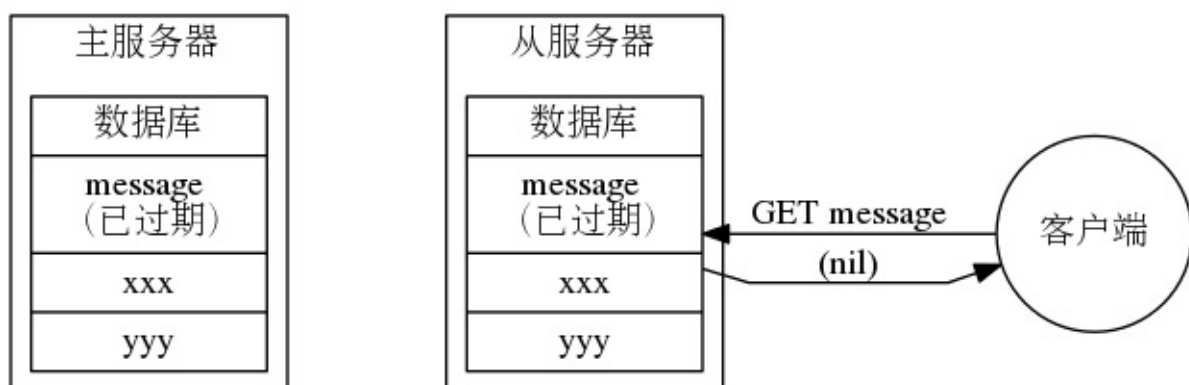 主服务器
数据库
message
(已过期)
xxx
yyy
从服务器
数据库
message
(已过期)
xxx
yyy
GET message
(nil)
客户端